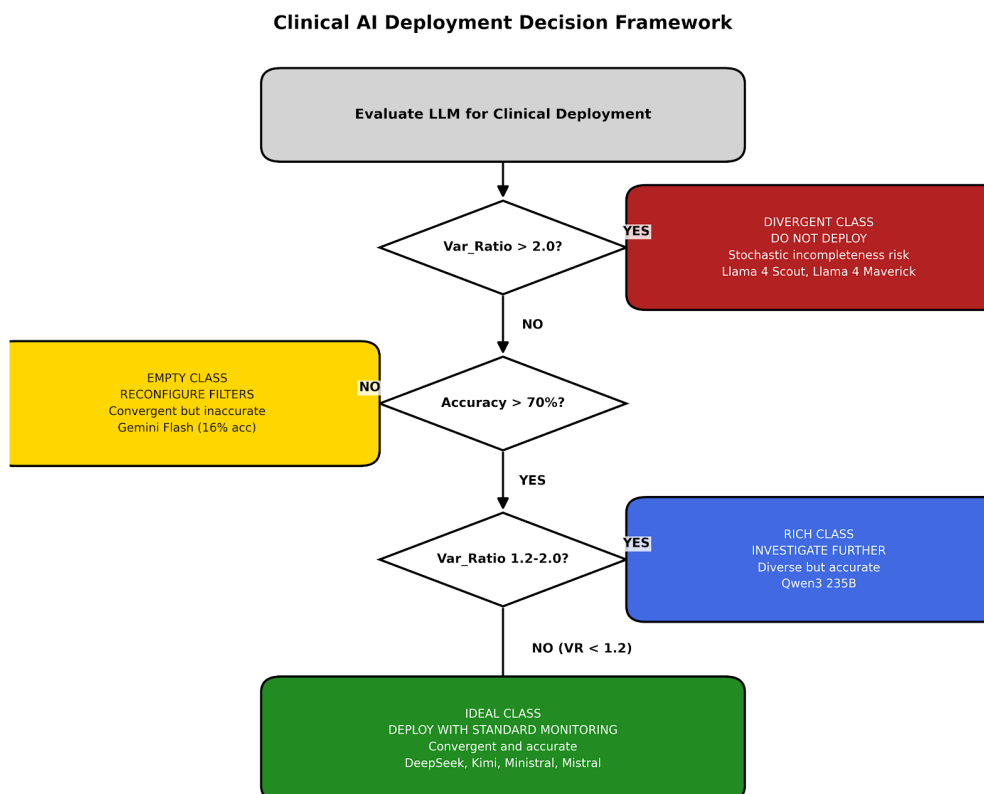 Clinical AI Deployment Decision Framework
Evaluate LLM for Clinical Deployment
Var_Ratio > 2.0?
YES
DIVERGENT CLASS
DO NOT DEPLOY
Stochastic incompleteness risk
Llama 4 Scout, Llama 4 Maverick
NO
EMPTY CLASS
RECONFIGURE FILTERS
Convergent but inaccurate
Gemini Flash (16% acc)
NO
Accuracy > 70%?
YES
Var_Ratio 1.2-2.0?
YES
RICH CLASS
INVESTIGATE FURTHER
Diverse but accurate
Qwen3 235B
NO (VR < 1.2)
IDEAL CLASS
DEPLOY WITH STANDARD MONITORING
Convergent and accurate
DeepSeek, Kimi, Ministral, Mistral